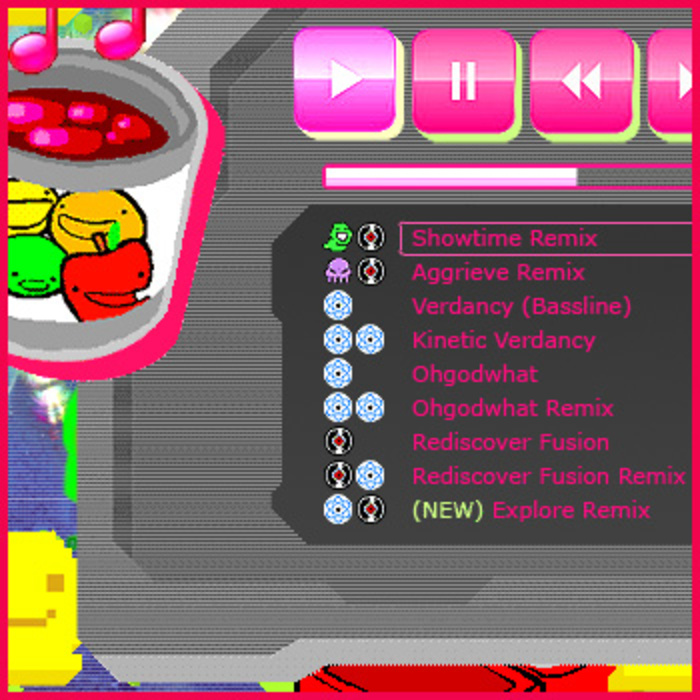 Showtime Remix
Aggrieve Remix
Verdancy (Bassline)
Kinetic Verdancy
Ohgodwhat
Ohgodwhat Remix
Rediscover Fusion
Rediscover Fusion Remix
(NEW) Explore Remix